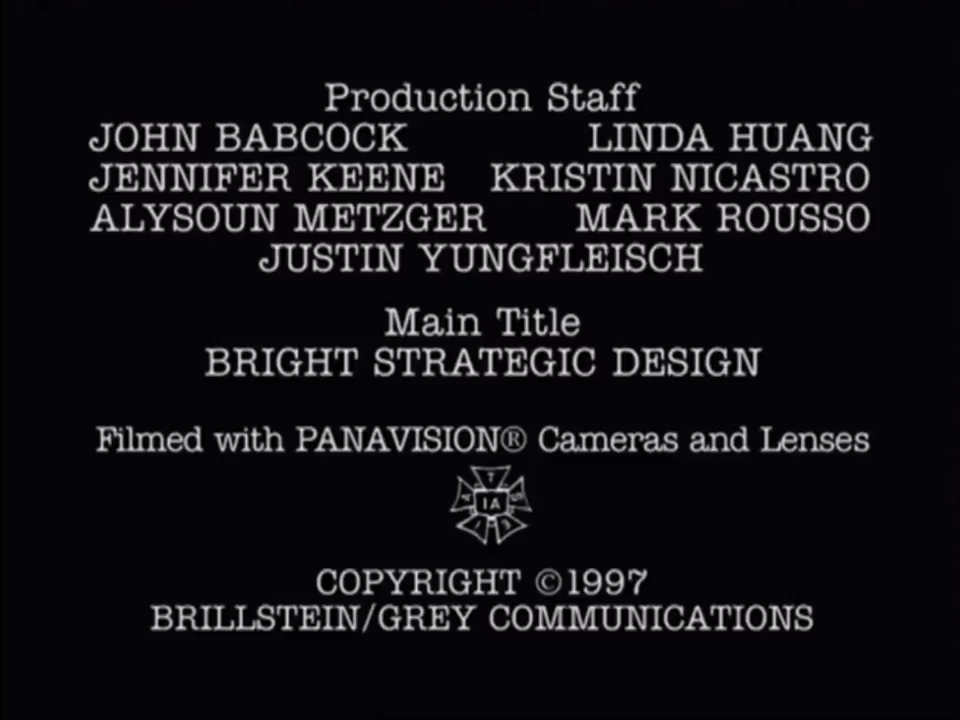 Production Staff
JOHN BABCOCK LINDA HUANG
JENNIFER KEENE KRISTIN NICASTRO
ALYSOUN METZGER MARK ROUSSO
JUSTIN YUNGFLEISCH
Main Title
BRIGHT STRATEGIC DESIGN
Filmed with PANAVISION® Cameras and Lenses
IA
COPYRIGHT ©1997
BRILLSTEIN/GREY COMMUNICATIONS